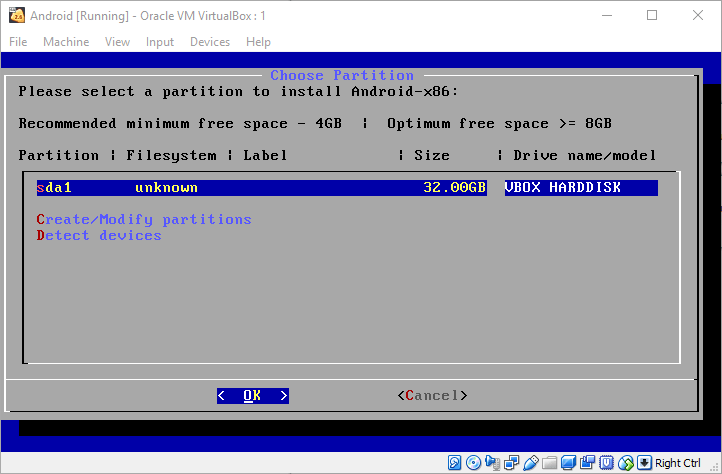 Android [Running] - Oracle VM VirtualBox : 1
File Machine View Input Devices Help
Choose Partition
Please select a partition to install Android-x86:
Recommended minimum free space - 4GB | Optimum free space >= 8GB
Partition | Filesystem | Label | Size | Drive name/model
sda1 unknown 32.00GB VBOX HARDDISK
Create/Modify partitions
Detect devices
< OK > <Cancel>
Right Ctrl